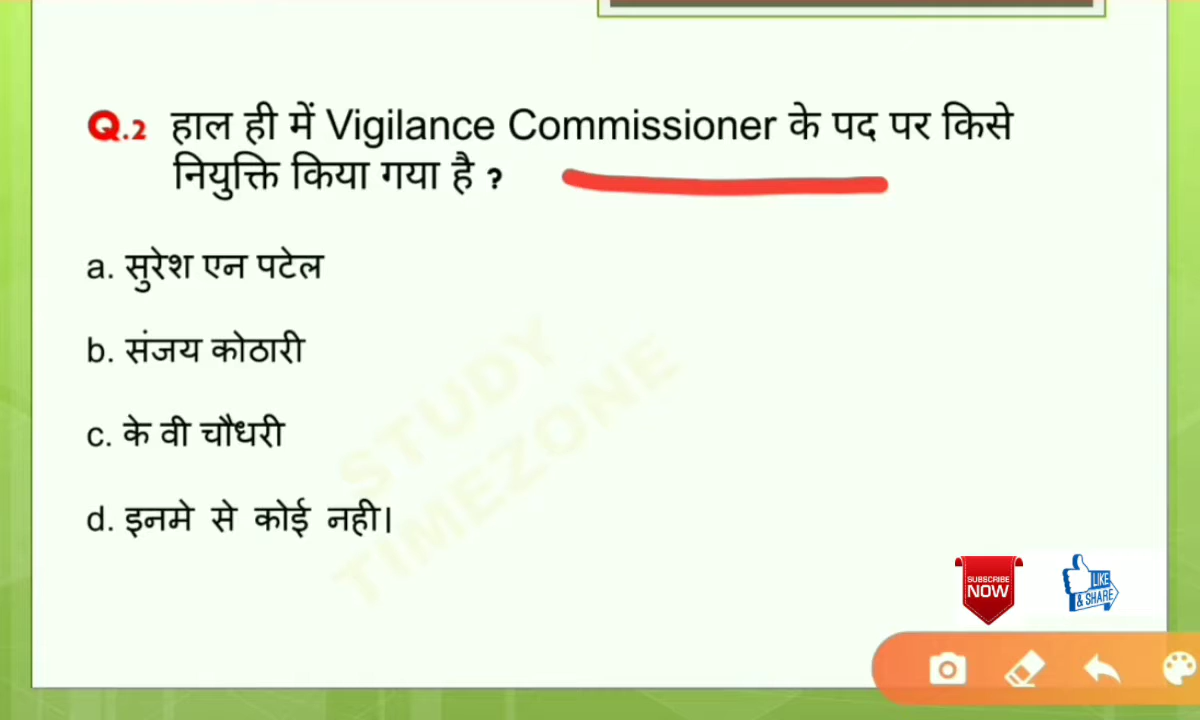 Q.2 हाल ही में Vigilance Commissioner के पद पर किसे
नियुक्ति किया गया है ?
a. सुरेश एन पटेल
b. संजय कोठारी
c. के वी चौधरी
d. इनमे से कोई नही।
STUDY
TIMEZONE
SUBSCRIBE
NOW
LIKE
& SHARE